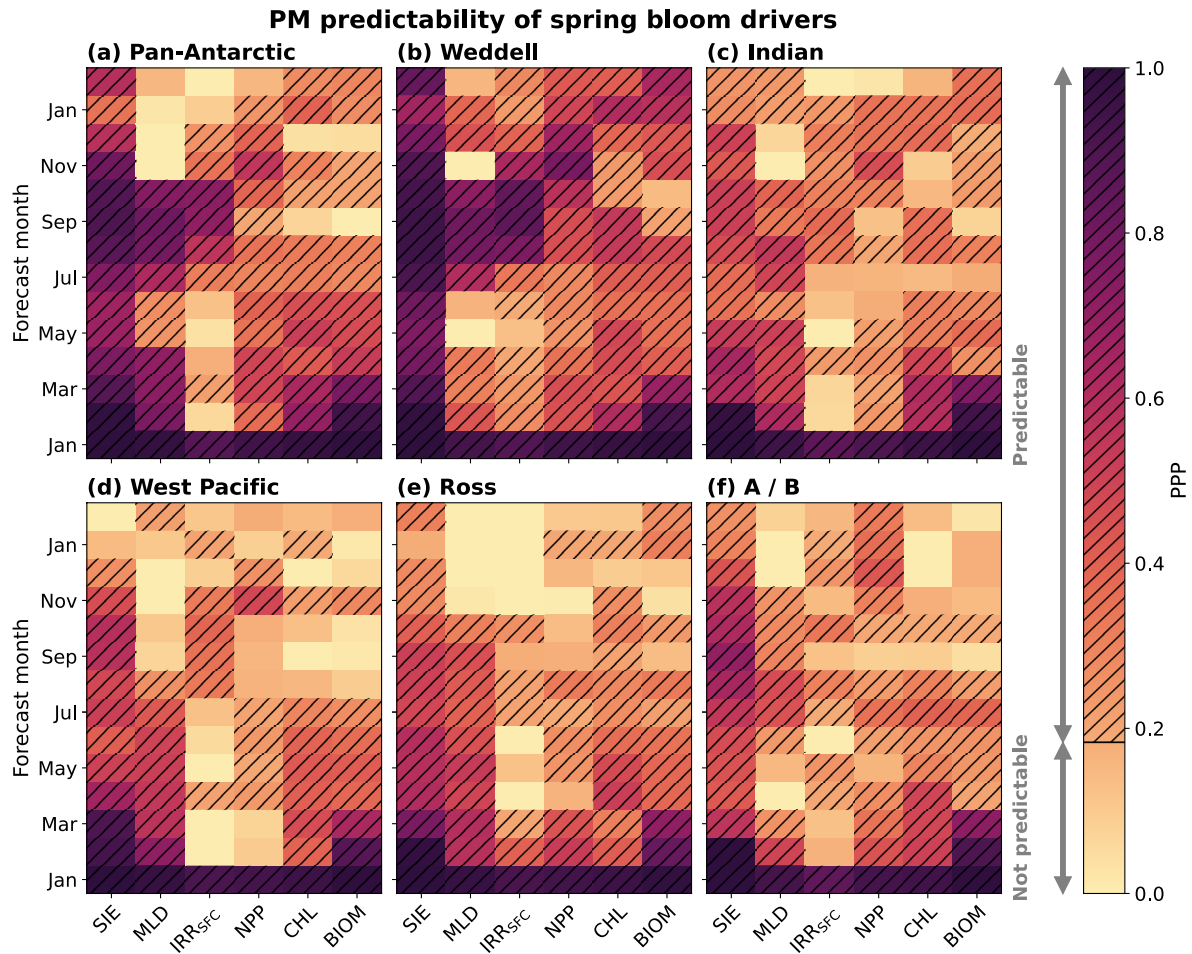 PM predictability of spring bloom drivers
(a) Pan-Antarctic
(b) Weddell
(c) Indian
Forecast month
Jan
Nov
Sep
Jul
May
Mar
Jan
(d) West Pacific
(e) Ross
(f) A / B
Forecast month
Jan
Nov
Sep
Jul
May
Mar
Jan
SIE
MLD
IRR_SFC
NPP
CHL
BIOM
SIE
MLD
IRR_SFC
NPP
CHL
BIOM
SIE
MLD
IRR_SFC
NPP
CHL
BIOM
Predictable
Not predictable
1.0
0.8
0.6
0.4
0.2
0.0
PPP